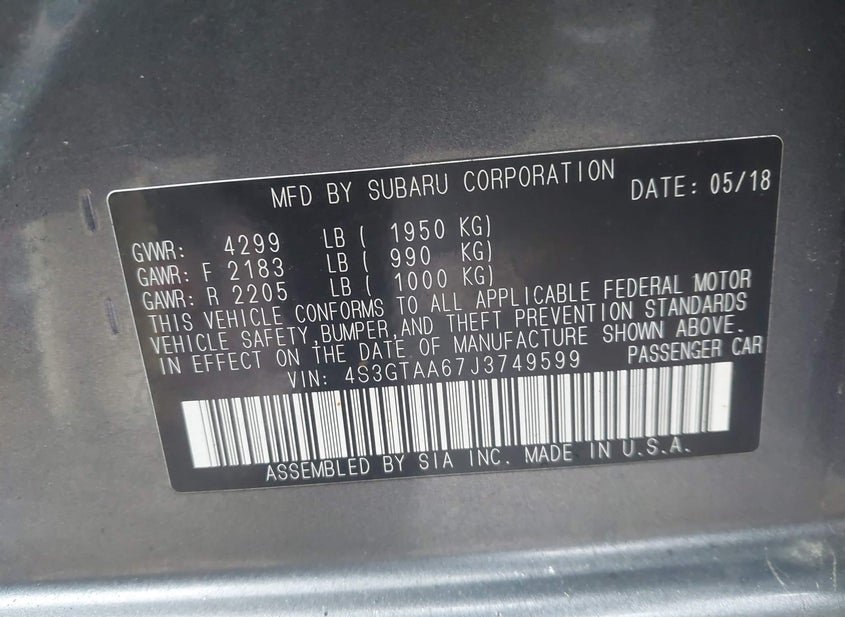 MFD BY SUBARU CORPORATION DATE: 05/18
GVWR: 4299 LB ( 1950 KG)
GAWR: F 2183 LB ( 990 KG)
GAWR: R 2205 LB ( 1000 KG)
THIS VEHICLE CONFORMS TO ALL APPLICABLE FEDERAL MOTOR
VEHICLE SAFETY,BUMPER,AND THEFT PREVENTION STANDARDS
IN EFFECT ON THE DATE OF MANUFACTURE SHOWN ABOVE.
VIN: 4S3GTAA67J3749599 PASSENGER CAR
ASSEMBLED BY SIA INC. MADE IN U.S.A.